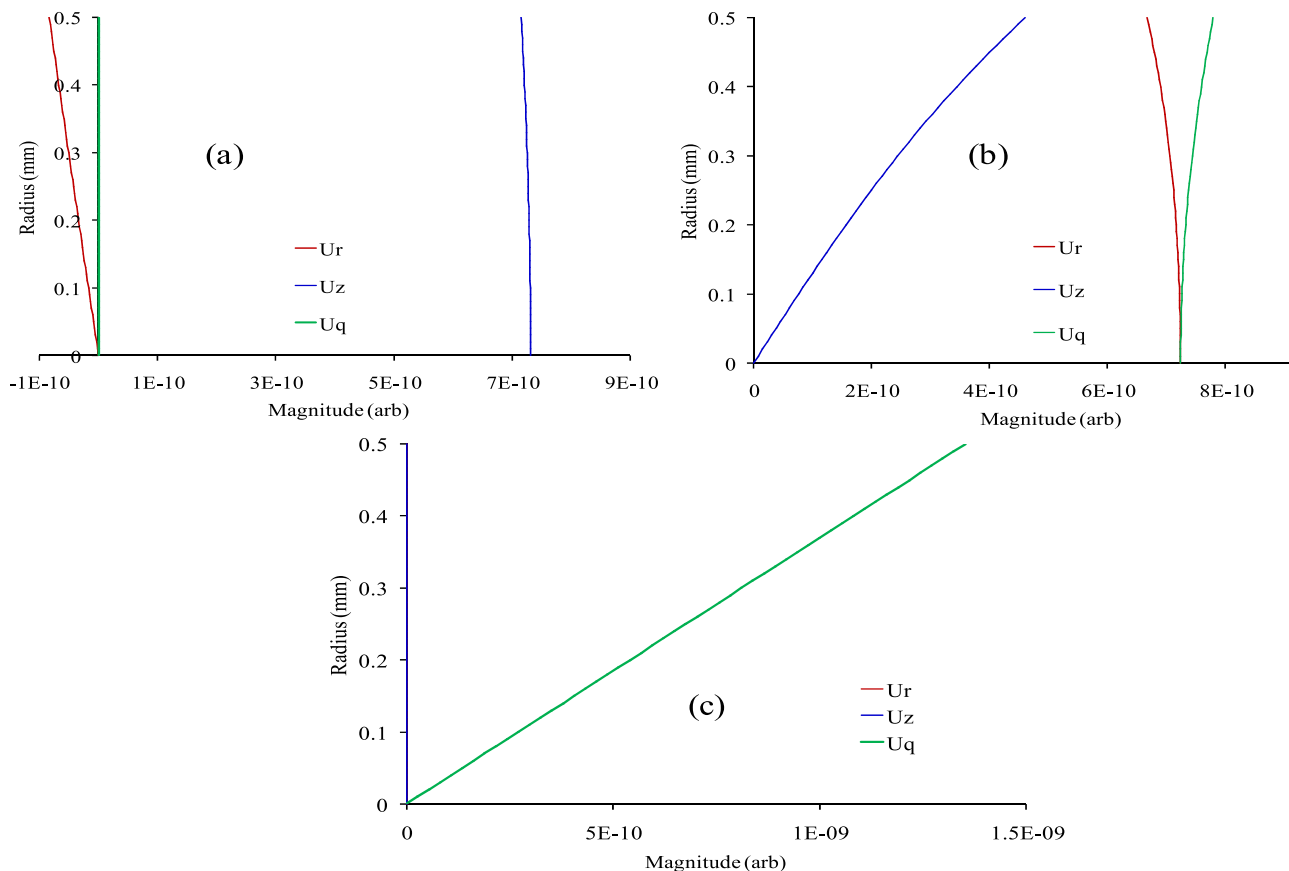 0.5
0.4
0.3
0.2
0.1
0
Radius (mm)
(a)
Ur
Uz
Uq
-1E-10 1E-10 3E-10 5E-10 7E-10 9E-10
Magnitude (arb)
0.5
0.4
0.3
0.2
0.1
0
Radius (mm)
(b)
Ur
Uz
Uq
0 2E-10 4E-10 6E-10 8E-10
Magnitude (arb)
0.5
0.4
0.3
0.2
0.1
0
Radius (mm)
(c)
Ur
Uz
Uq
0 5E-10 1E-09 1.5E-09
Magnitude (arb)